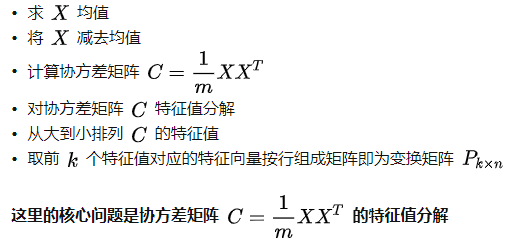 • 求 X 均值
• 将 X 减去均值
• 计算协方差矩阵 C = \frac{1}{m} XX^T
• 对协方差矩阵 C 特征值分解
• 从大到小排列 C 的特征值
• 取前 k 个特征值对应的特征向量按行组成矩阵即为变换矩阵 P_{k×n}
这里的核心问题是协方差矩阵 C = \frac{1}{m} XX^T 的特征值分解